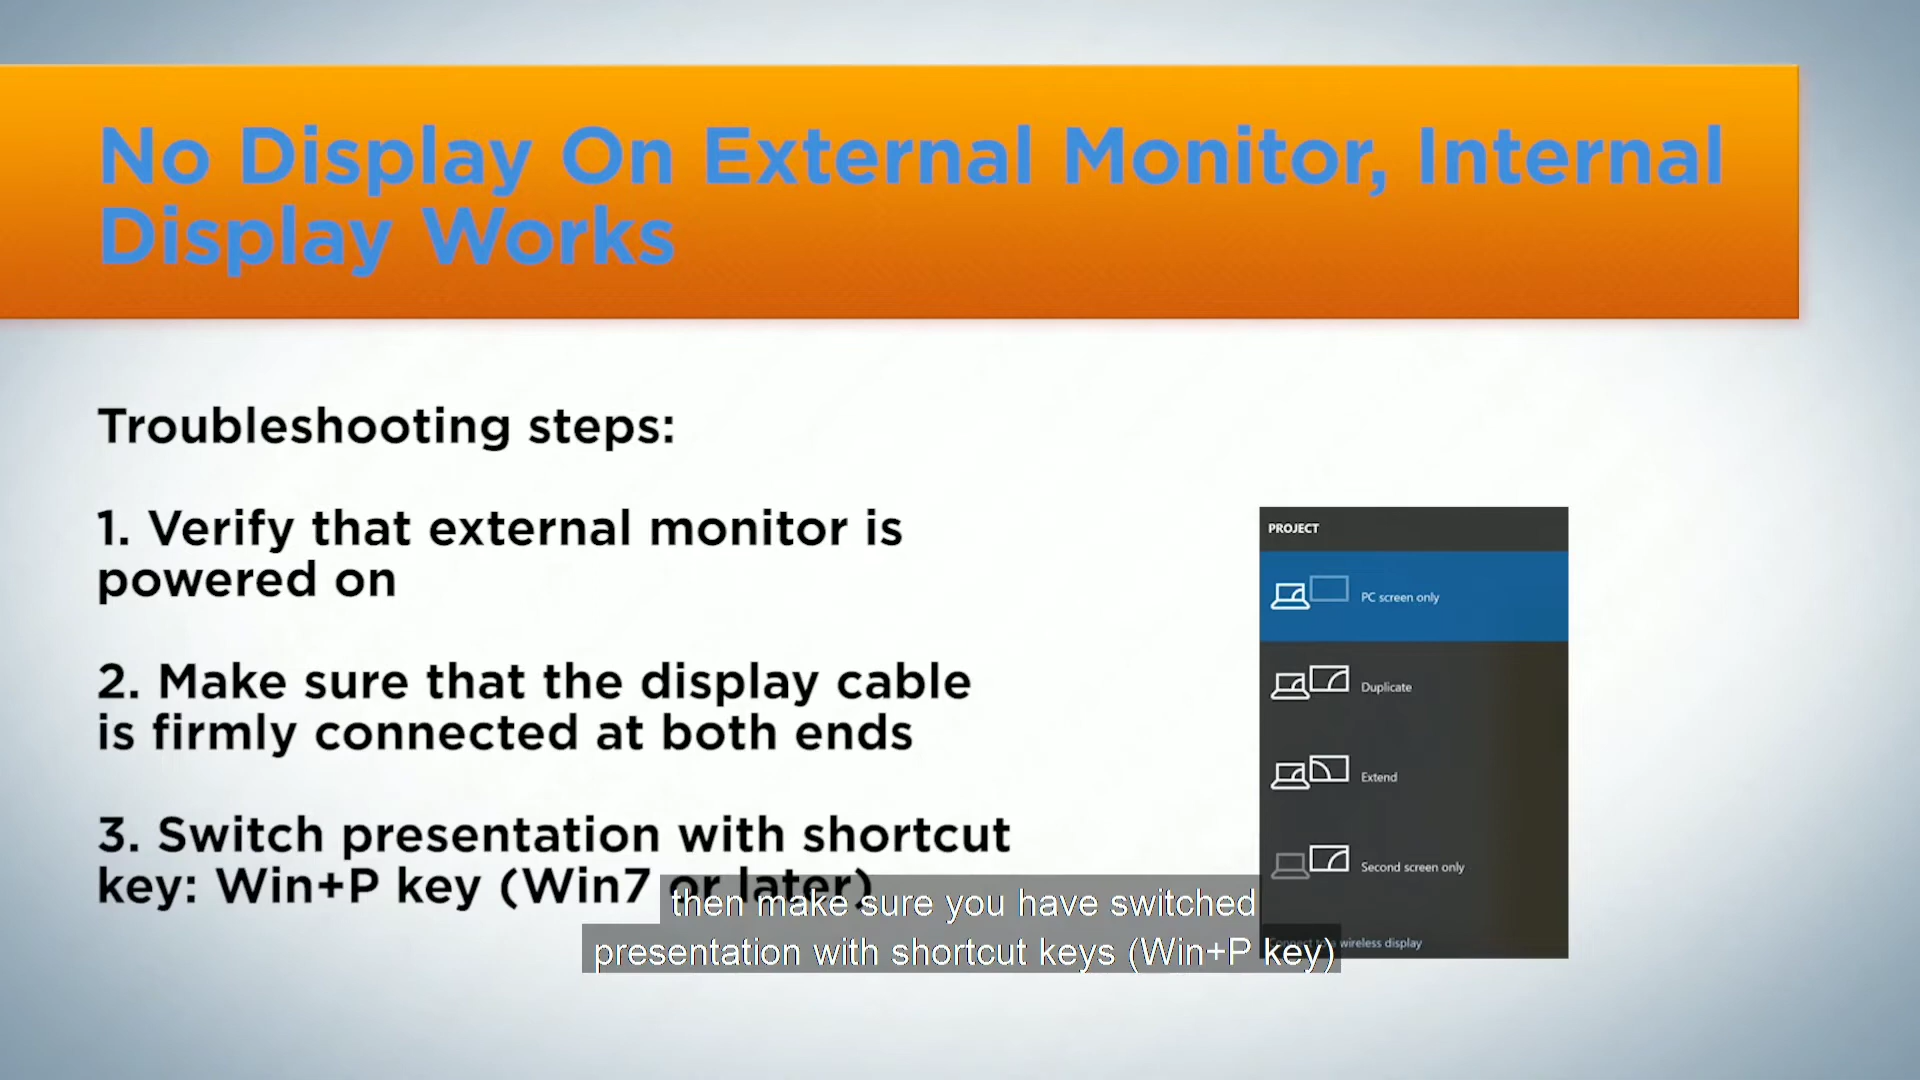 No Display On External Monitor, Internal
Display Works
Troubleshooting steps:
1. Verify that external monitor is
powered on
2. Make sure that the display cable
is firmly connected at both ends
3. Switch presentation with shortcut
key: Win+P key (Win7 or later)
PROJECT
PC screen only
Duplicate
Extend
Second screen only
Connect to a wireless display
then make sure you have switched
presentation with shortcut keys (Win+P key)